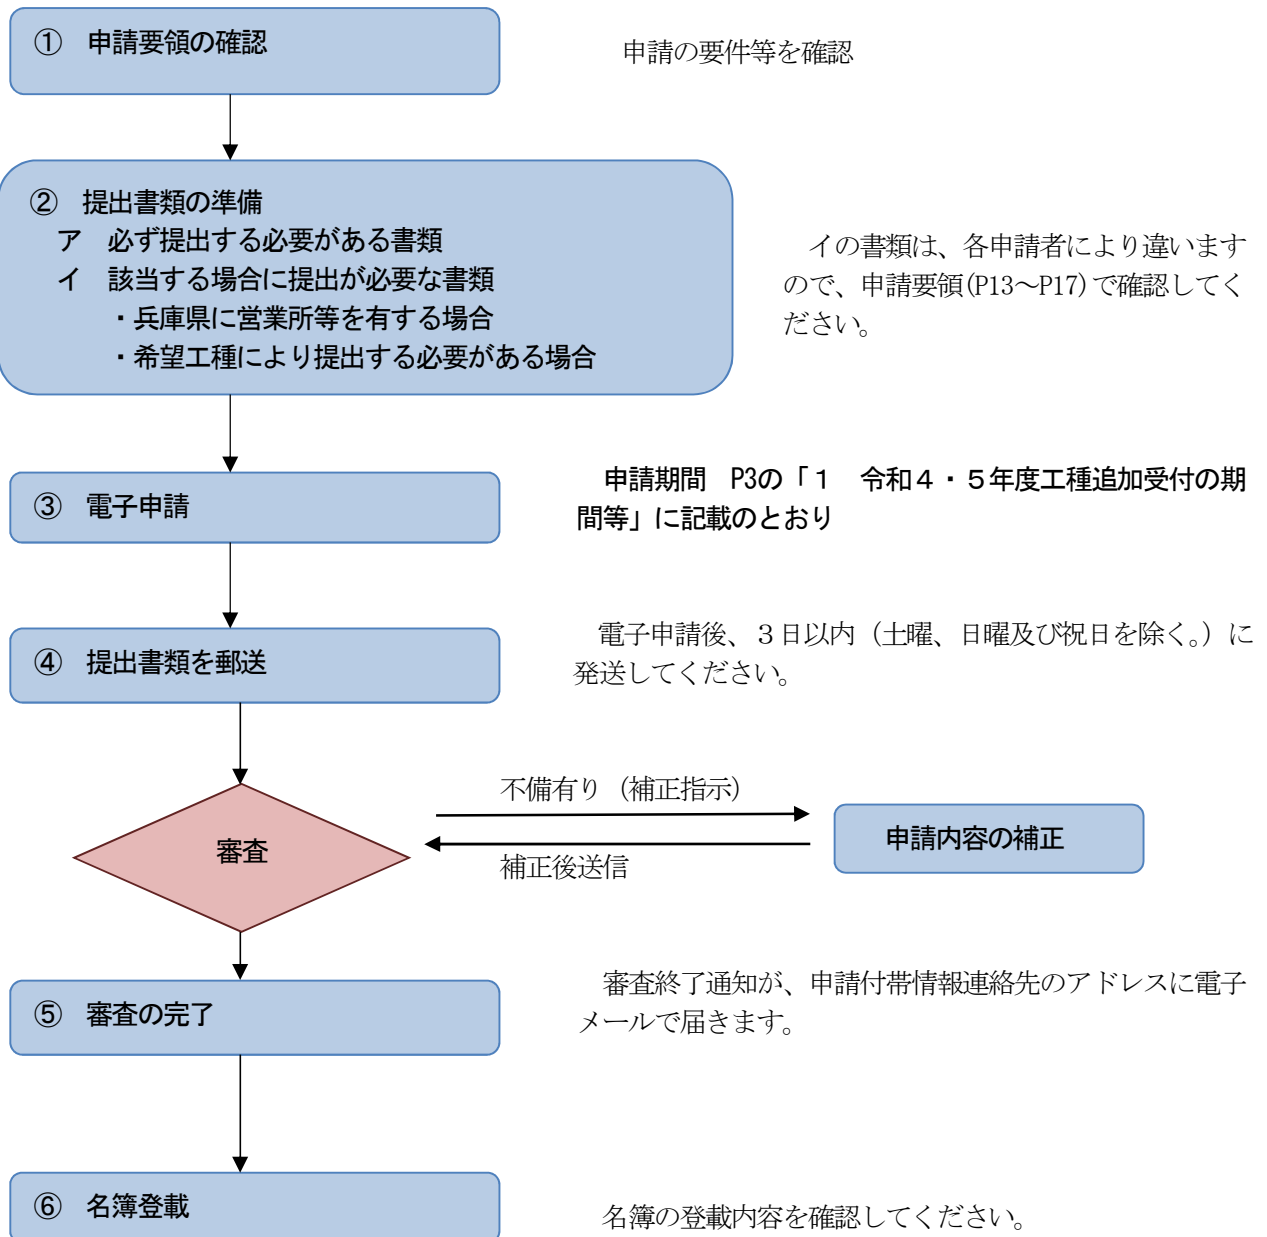 ① 申請要領の確認
申請の要件等を確認
② 提出書類の準備
ア 必ず提出する必要がある書類
イ 該当する場合に提出が必要な書類
・兵庫県に営業所等を有する場合
・希望工種により提出する必要がある場合
イの書類は、各申請者により違います
ので、申請要領(P13～P17)で確認してく
ださい。
③ 電子申請
申請期間 P3の「１ 令和４・５年度工種追加受付の期
間等」に記載のとおり
④ 提出書類を郵送
電子申請後、３日以内（土曜、日曜及び祝日を除く。）に
発送してください。
審査
不備有り（補正指示）
補正後送信
申請内容の補正
⑤ 審査の完了
審査終了通知が、申請付帯情報連絡先のアドレスに電子
メールで届きます。
⑥ 名簿登載
名簿の登載内容を確認してください。